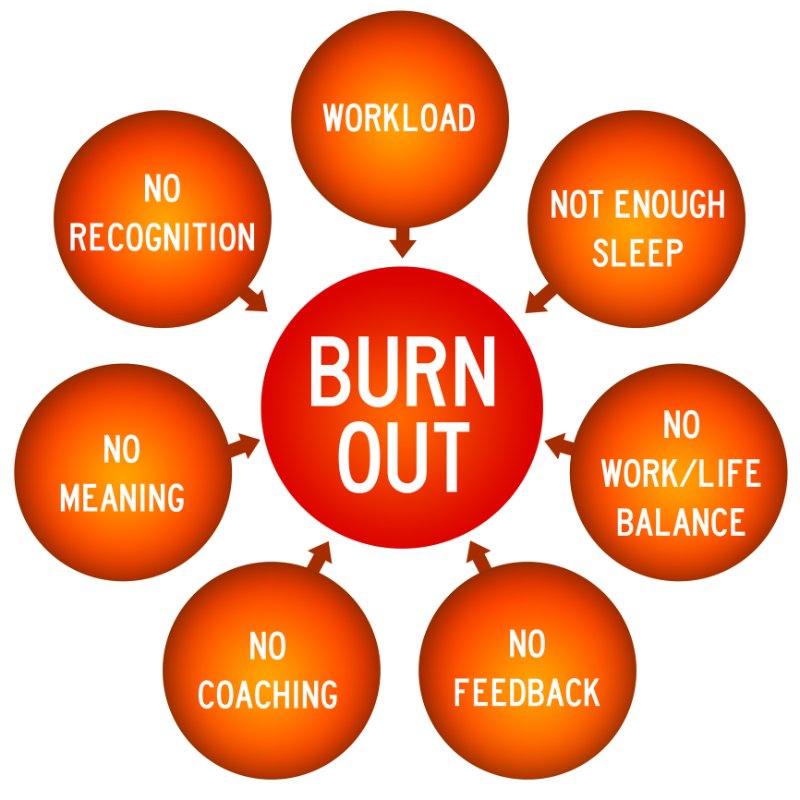 WORKLOAD
NOT ENOUGH
SLEEP
NO
WORK/LIFE
BALANCE
NO
FEEDBACK
NO
COACHING
NO
MEANING
NO
RECOGNITION
BURN
OUT